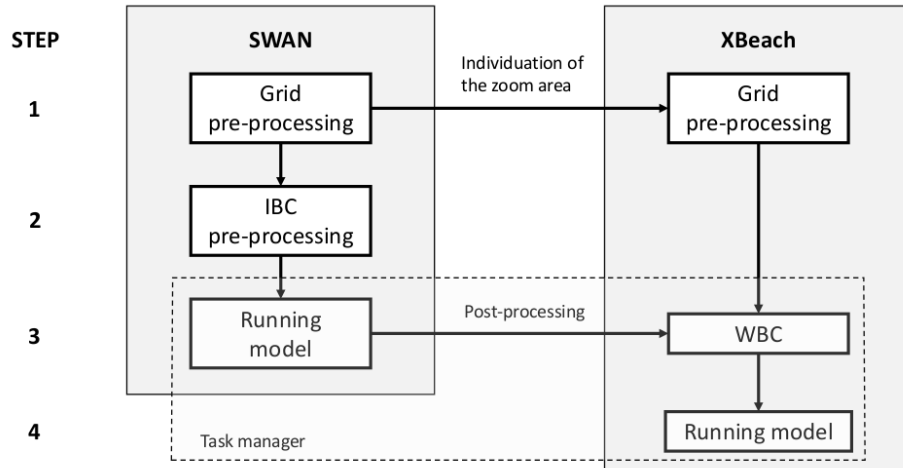 STEP
SWAN
XBeach
Individuation of
the zoom area
1
Grid
pre-processing
Grid
pre-processing
2
IBC
pre-processing
3
Running
model
Post-processing
WBC
4
Task manager
Running model